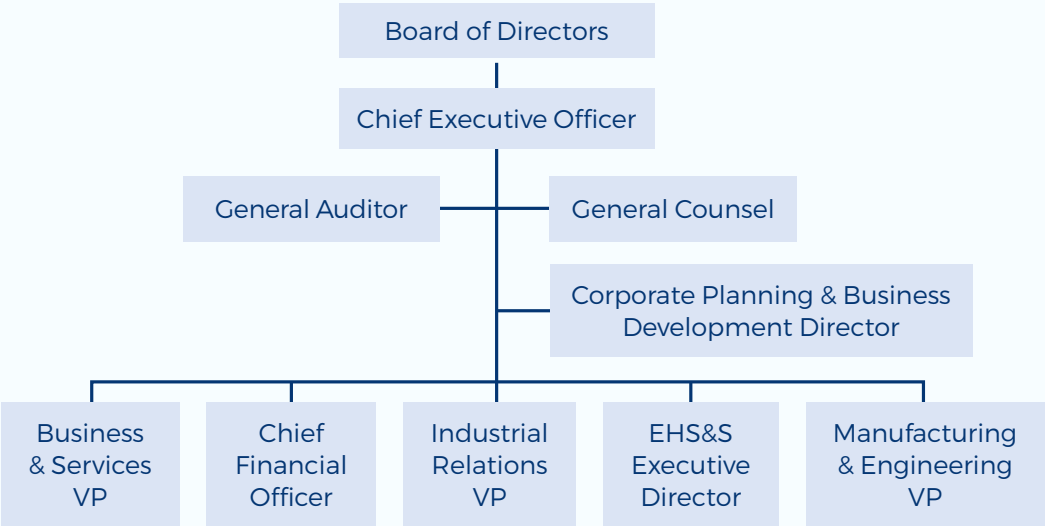 Board of Directors
Chief Executive Officer
General Auditor
General Counsel
Corporate Planning & Business
Development Director
Business
& Services
VP
Chief
Financial
Officer
Industrial
Relations
VP
EHS&S
Executive
Director
Manufacturing
& Engineering
VP